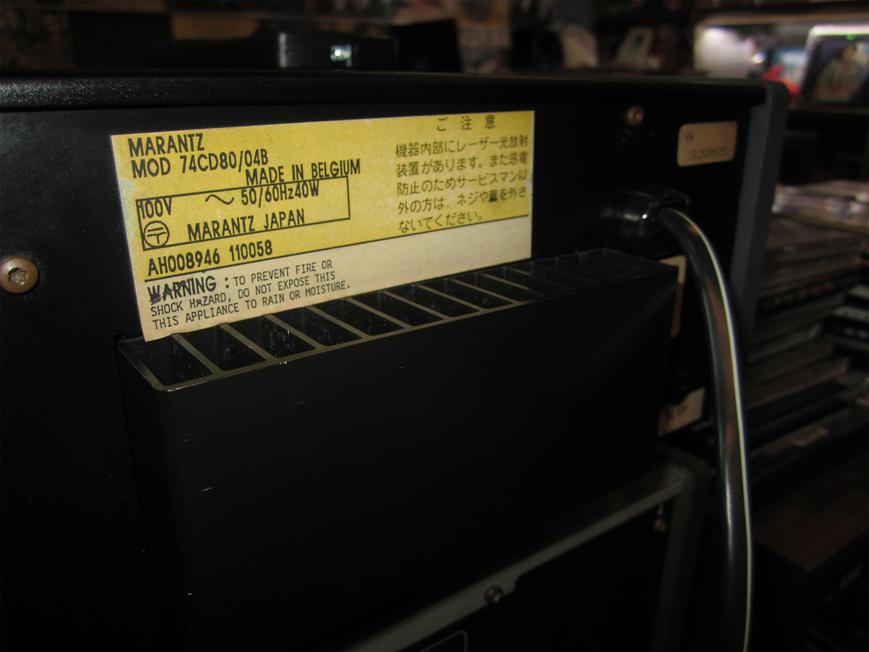 MARANTZ
MOD 74CD80/04B
MADE IN BELGIUM
100V ～ 50/60Hz40W
MARANTZ JAPAN
AH008946 110058
WARNING : TO PREVENT FIRE OR
SHOCK HAZARD, DO NOT EXPOSE THIS
THIS APPLIANCE TO RAIN OR MOISTURE.
ご 注 意
機器内部にレーザー光放射
装置があります。また感電
防止のためサービスマン以
外の方は、ネジや蓋を外さ
ないでください。